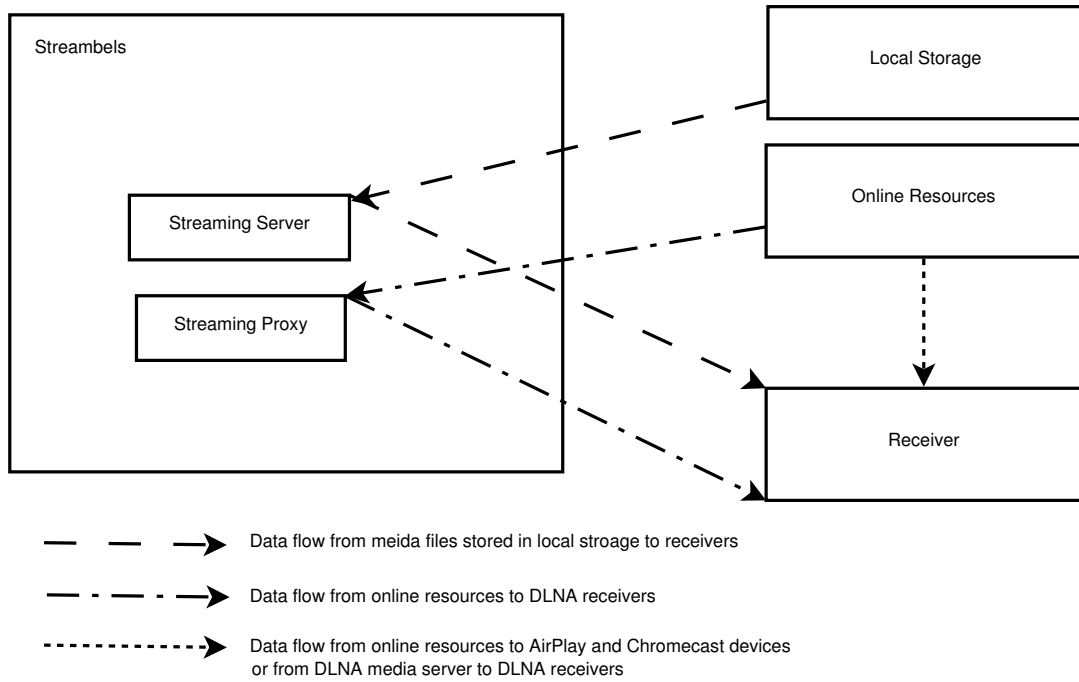 Streambels
Local Storage
Online Resources
Streaming Server
Streaming Proxy
Receiver
Data flow from meida files stored in local stroage to receivers
Data flow from online resources to DLNA receivers
Data flow from online resources to AirPlay and Chromecast devices
or from DLNA media server to DLNA receivers